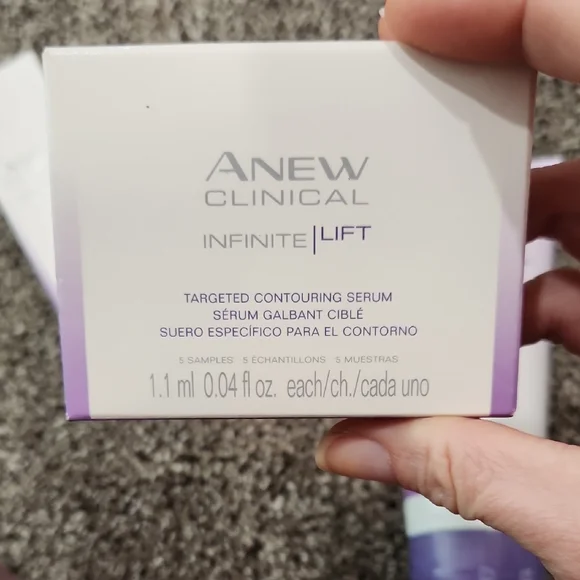 ANEW
CLINICAL
INFINITE | LIFT
TARGETED CONTOURING SERUM
SÉRUM GALBANT CIBLÉ
SUERO ESPECÍFICO PARA EL CONTORNO
5 SAMPLES 5 ÉCHANTILLONS 5 MUESTRAS
1.1 ml 0.04 fl oz. each/ch./cada uno